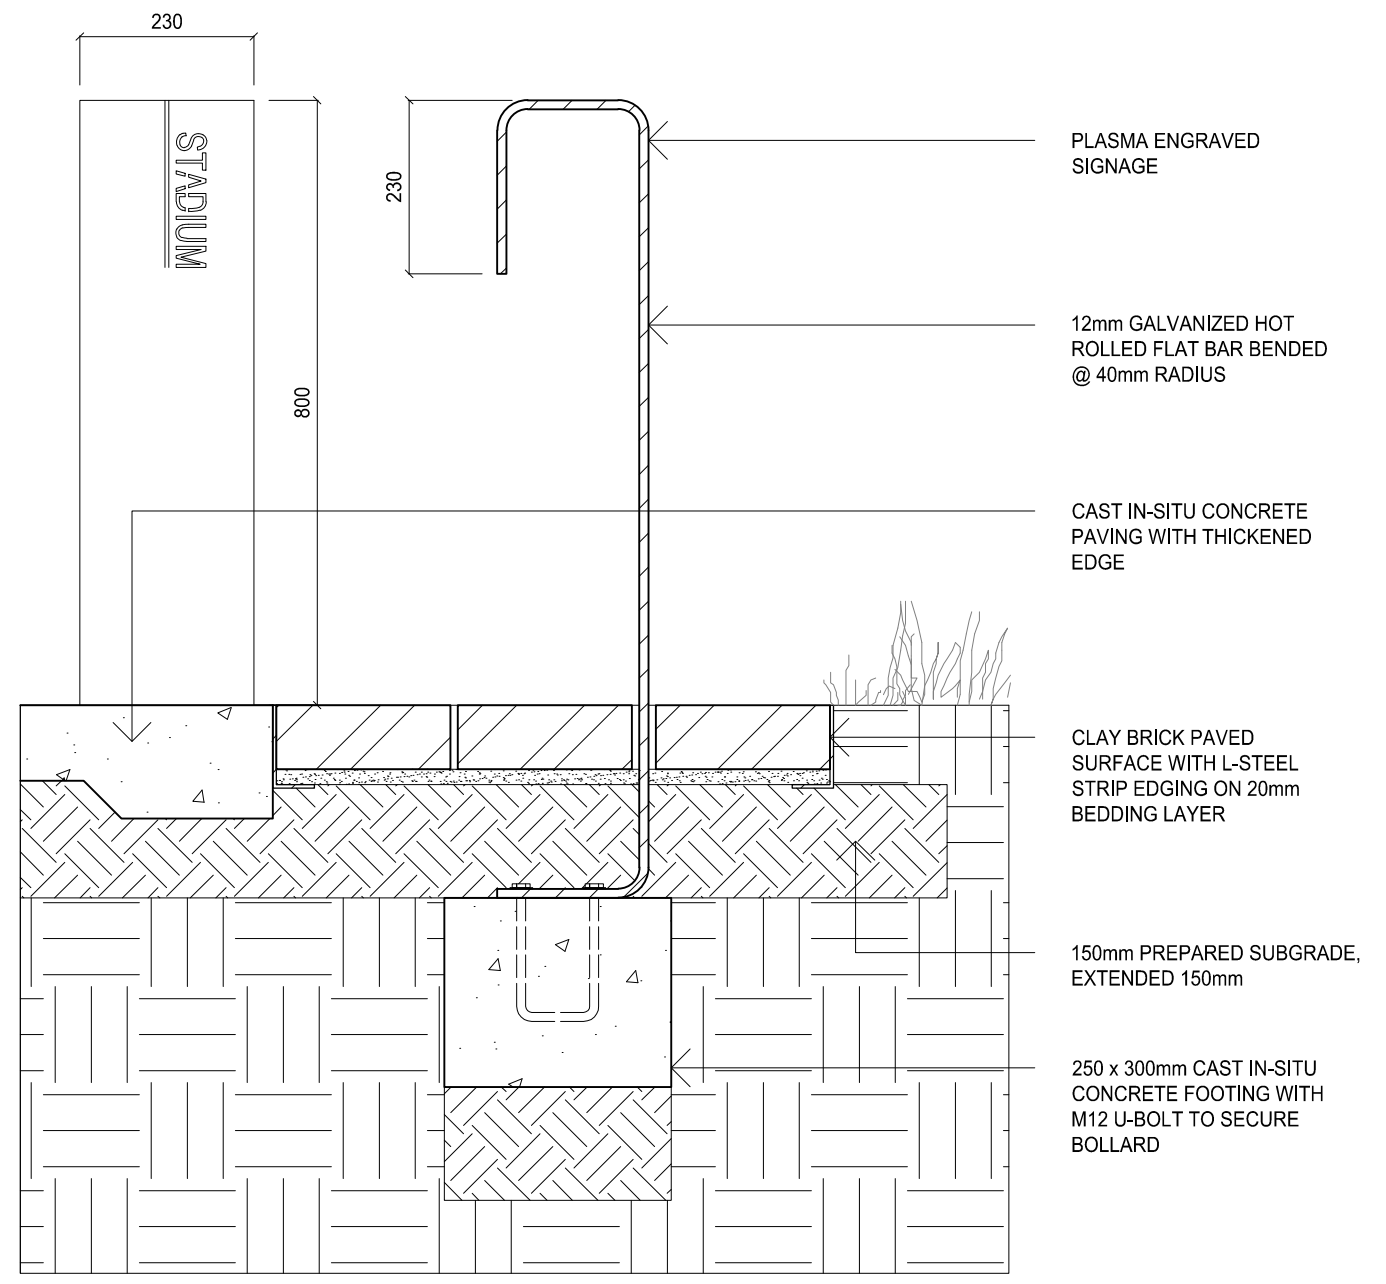 230
STADIUM
800
230
PLASMA ENGRAVED
SIGNAGE
12mm GALVANIZED HOT
ROLLED FLAT BAR BENDED
@ 40mm RADIUS
CAST IN-SITU CONCRETE
PAVING WITH THICKENED
EDGE
CLAY BRICK PAVED
SURFACE WITH L-STEEL
STRIP EDGING ON 20mm
BEDDING LAYER
150mm PREPARED SUBGRADE,
EXTENDED 150mm
250 x 300mm CAST IN-SITU
CONCRETE FOOTING WITH
M12 U-BOLT TO SECURE
BOLLARD